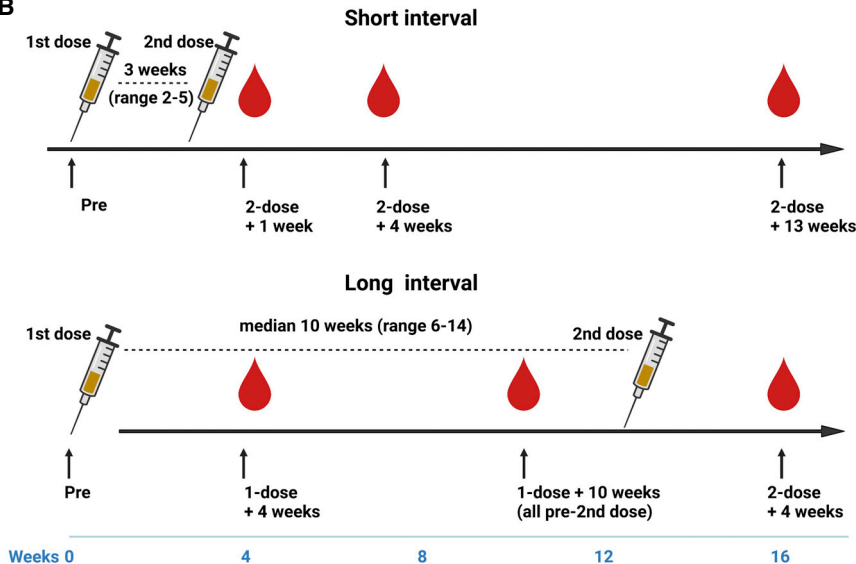 B
Short interval
1st dose
2nd dose
3 weeks
(range 2-5)
Pre
2-dose
+ 1 week
2-dose
+ 4 weeks
2-dose
+ 13 weeks
Long interval
1st dose
median 10 weeks (range 6-14)
2nd dose
Pre
1-dose
+ 4 weeks
1-dose + 10 weeks
(all pre-2nd dose)
2-dose
+ 4 weeks
Weeks 0 4 8 12 16